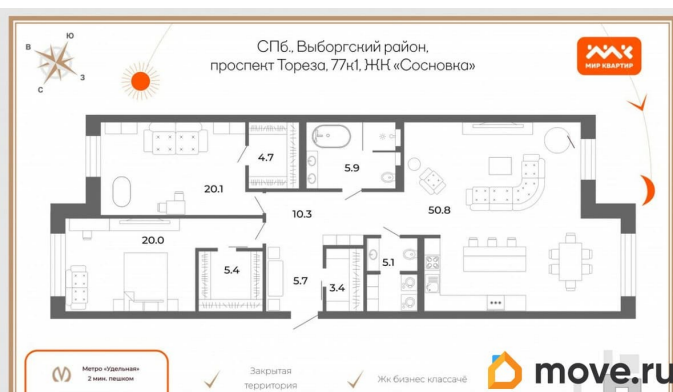 Ю
В
З
С
СПб., Выборгский район,
проспект Тореза, 77к1, ЖК «Сосновка»
МИР КВАРТИР
4.7
5.9
20.1
10.3
50.8
20.0
5.4
5.7
3.4
5.1
Метро «Удельная»
2 мин. пешком
Закрытая
территория
ЖК бизнес классаче
move.ru